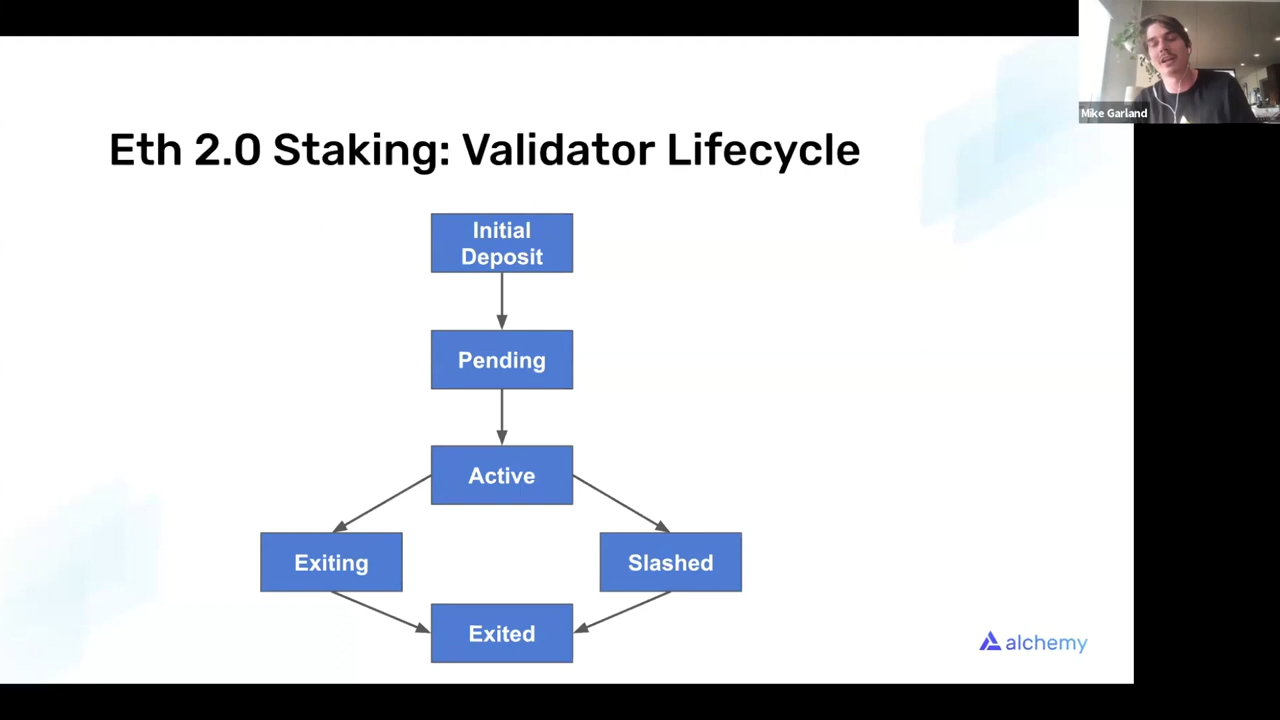 Mike Garland
Eth 2.0 Staking: Validator Lifecycle
Initial
Deposit
Pending
Active
Exiting
Slashed
Exited
alchemy